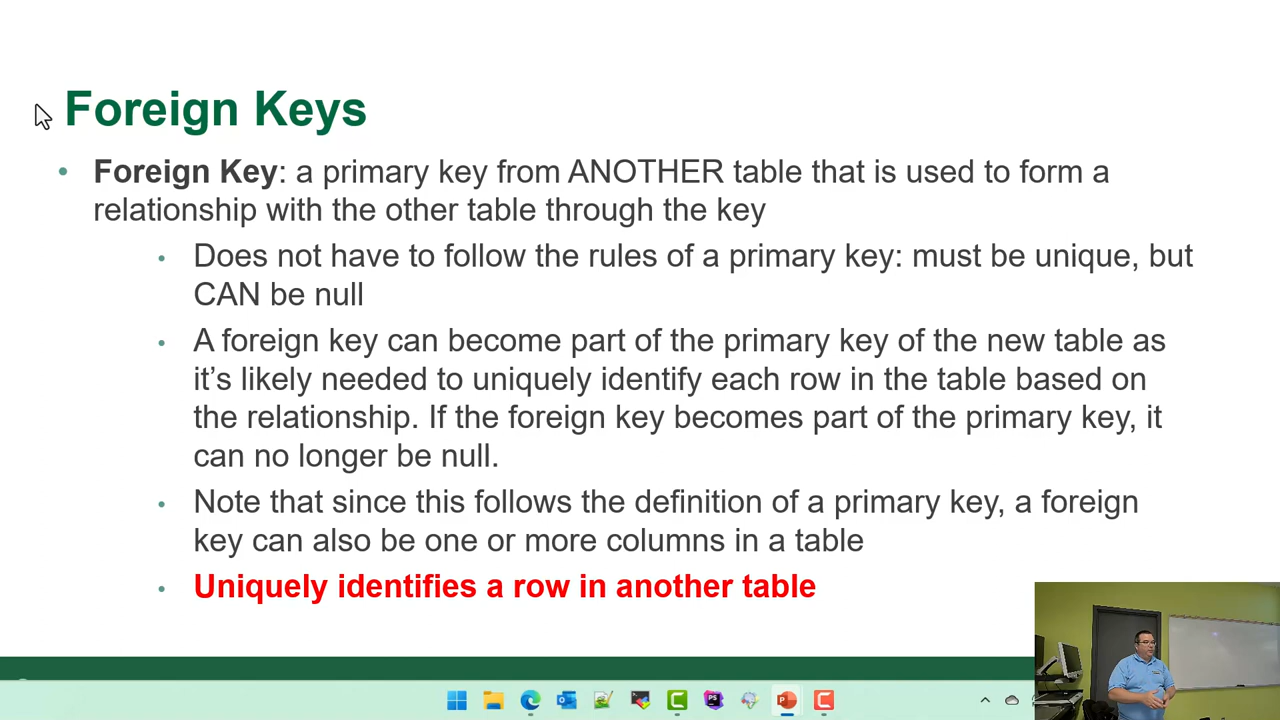 Foreign Keys
• Foreign Key: a primary key from ANOTHER table that is used to form a
relationship with the other table through the key
• Does not have to follow the rules of a primary key: must be unique, but
CAN be null
• A foreign key can become part of the primary key of the new table as
it’s likely needed to uniquely identify each row in the table based on
the relationship. If the foreign key becomes part of the primary key, it
can no longer be null.
• Note that since this follows the definition of a primary key, a foreign
key can also be one or more columns in a table
• Uniquely identifies a row in another table